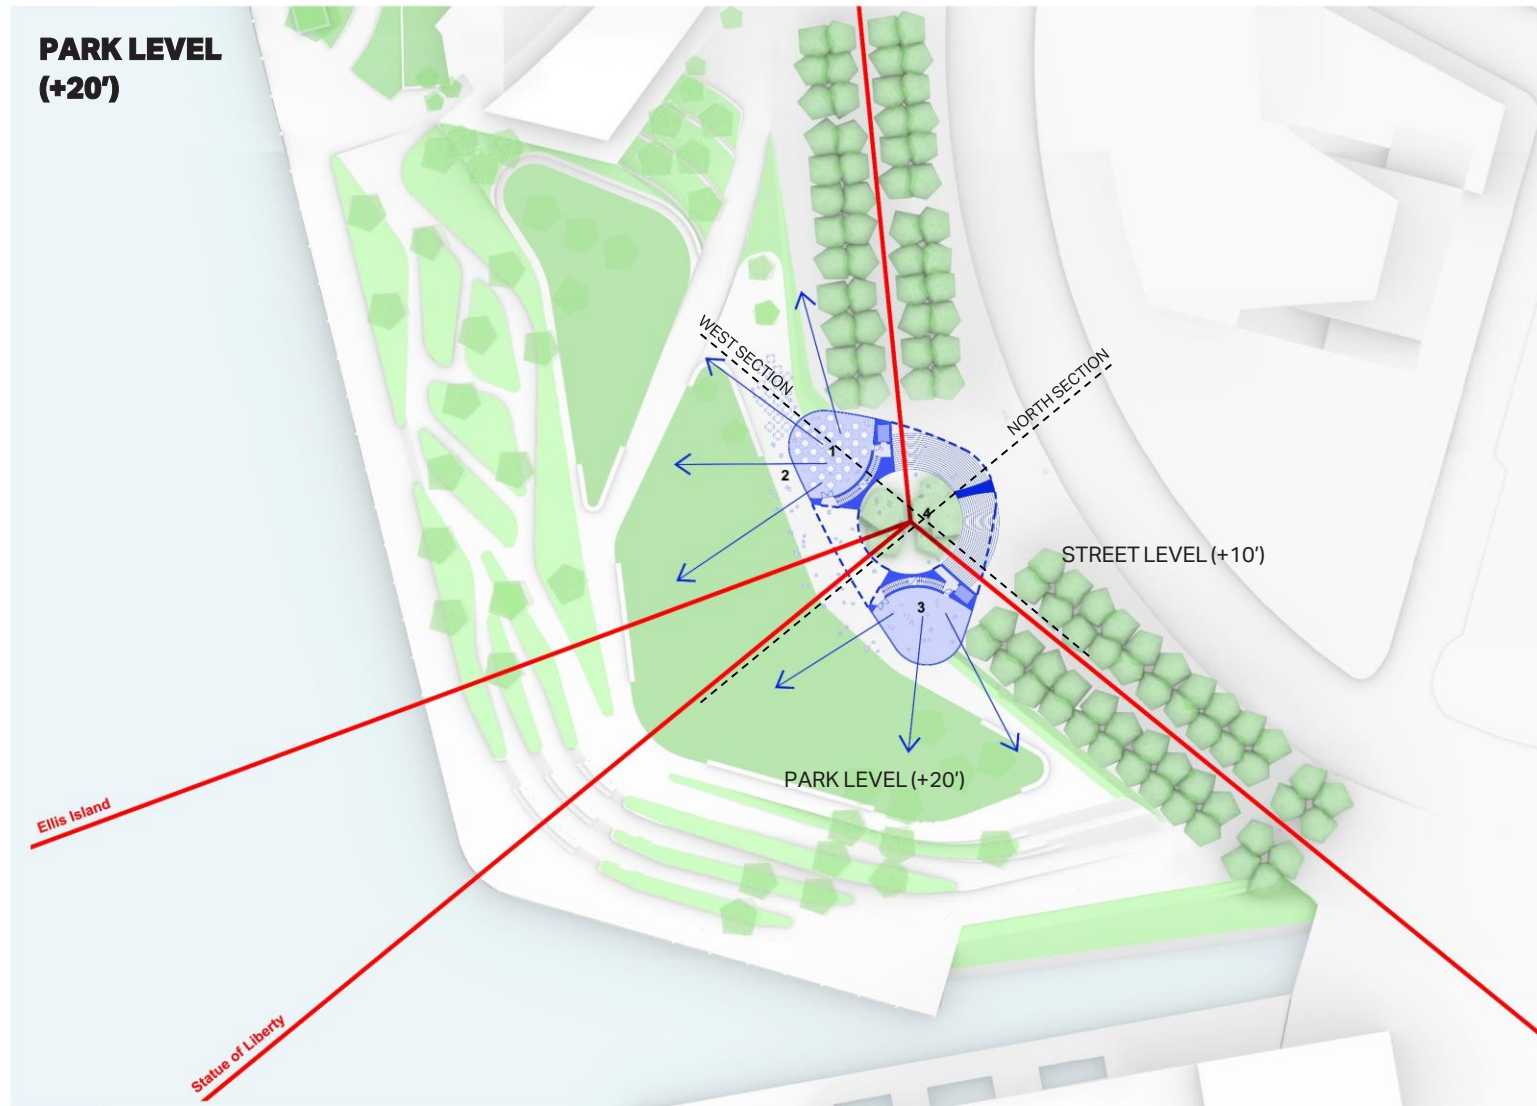 PARK LEVEL
(+20')
WEST SECTION
NORTH SECTION
1
2
4
STREET LEVEL (+10')
3
PARK LEVEL (+20')
Ellis Island
Statue of Liberty